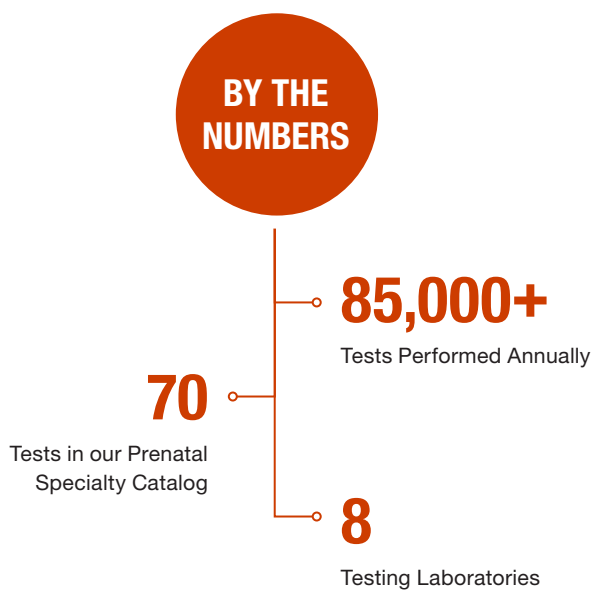 BY THE
NUMBERS
85,000+
Tests Performed Annually
70
Tests in our Prenatal
Specialty Catalog
8
Testing Laboratories